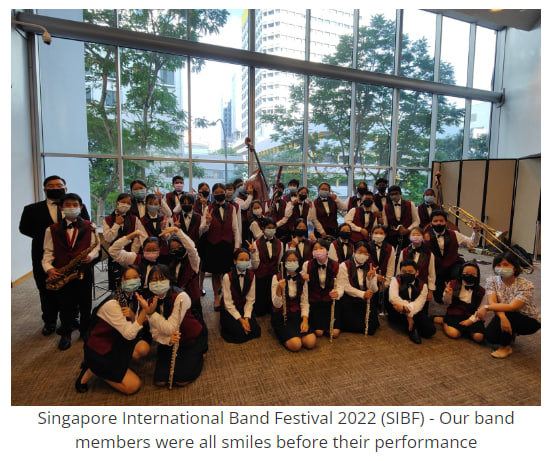 Singapore International Band Festival 2022 (SIBF) - Our band
members were all smiles before their performance